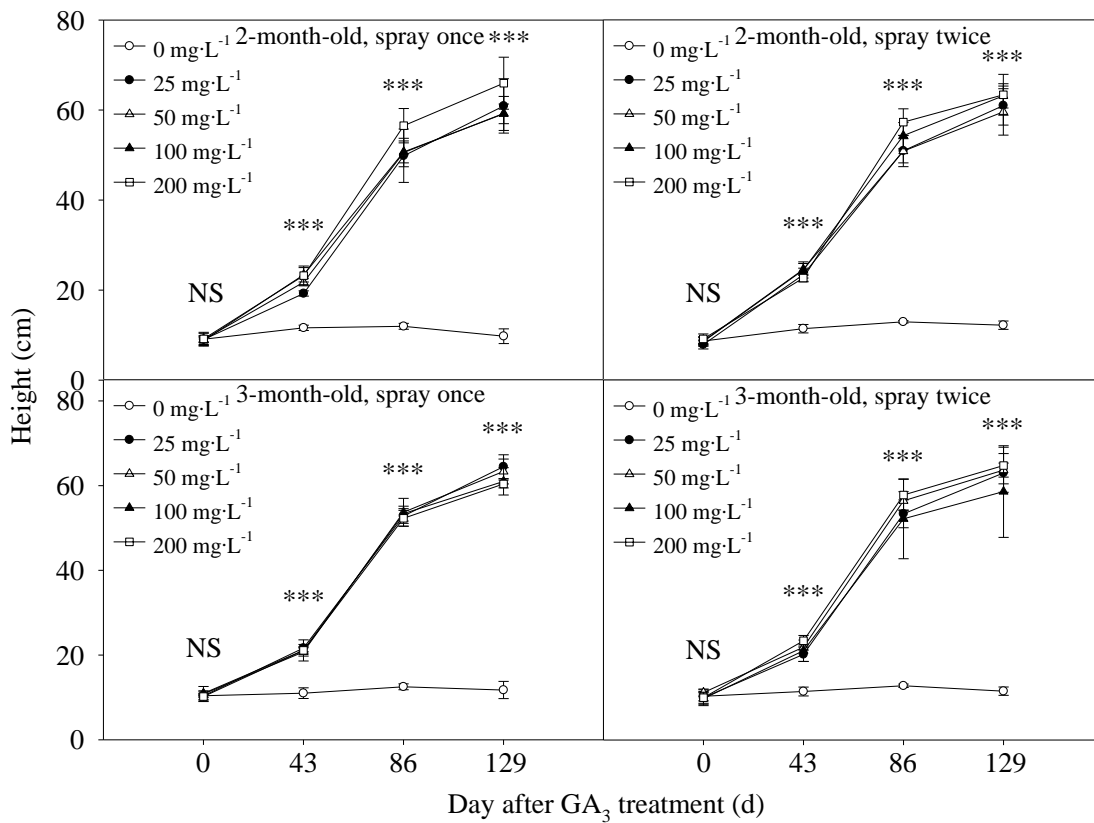 80
60
40
20
0
2-month-old, spray once
***
0 mg·L-1
25 mg·L-1
50 mg·L-1
100 mg·L-1
200 mg·L-1
***
***
NS
2-month-old, spray twice
***
0 mg·L-1
25 mg·L-1
50 mg·L-1
100 mg·L-1
200 mg·L-1
***
***
NS
Height (cm)
80
60
40
20
0
3-month-old, spray once
***
0 mg·L-1
25 mg·L-1
50 mg·L-1
100 mg·L-1
200 mg·L-1
***
***
NS
0 43 86 129
3-month-old, spray twice
***
0 mg·L-1
25 mg·L-1
50 mg·L-1
100 mg·L-1
200 mg·L-1
***
***
NS
0 43 86 129
Day after GA3 treatment (d)